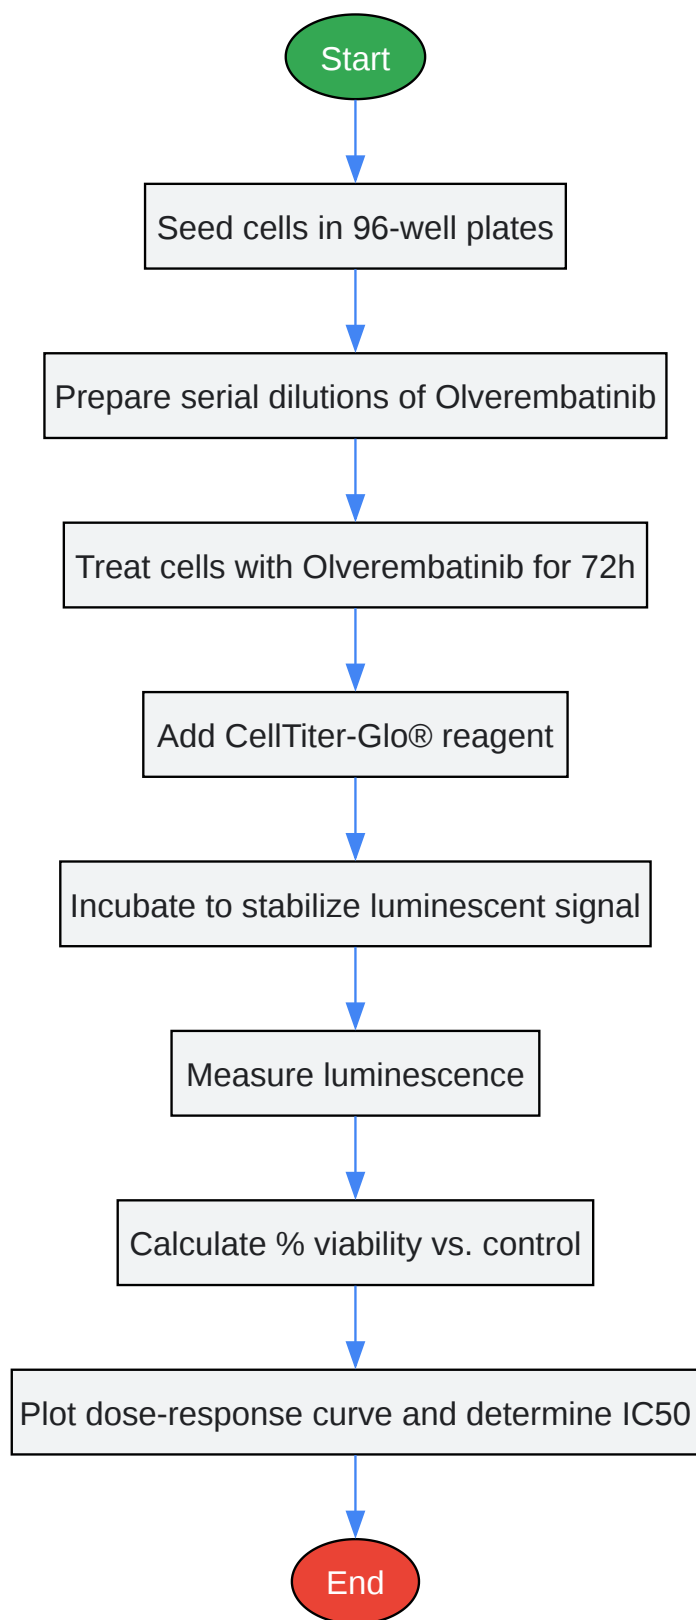 Start
Seed cells in 96-well plates
Prepare serial dilutions of Olverembatinib
Treat cells with Olverembatinib for 72h
Add CellTiter-Glo® reagent
Incubate to stabilize luminescent signal
Measure luminescence
Calculate % viability vs. control
Plot dose-response curve and determine IC50
End